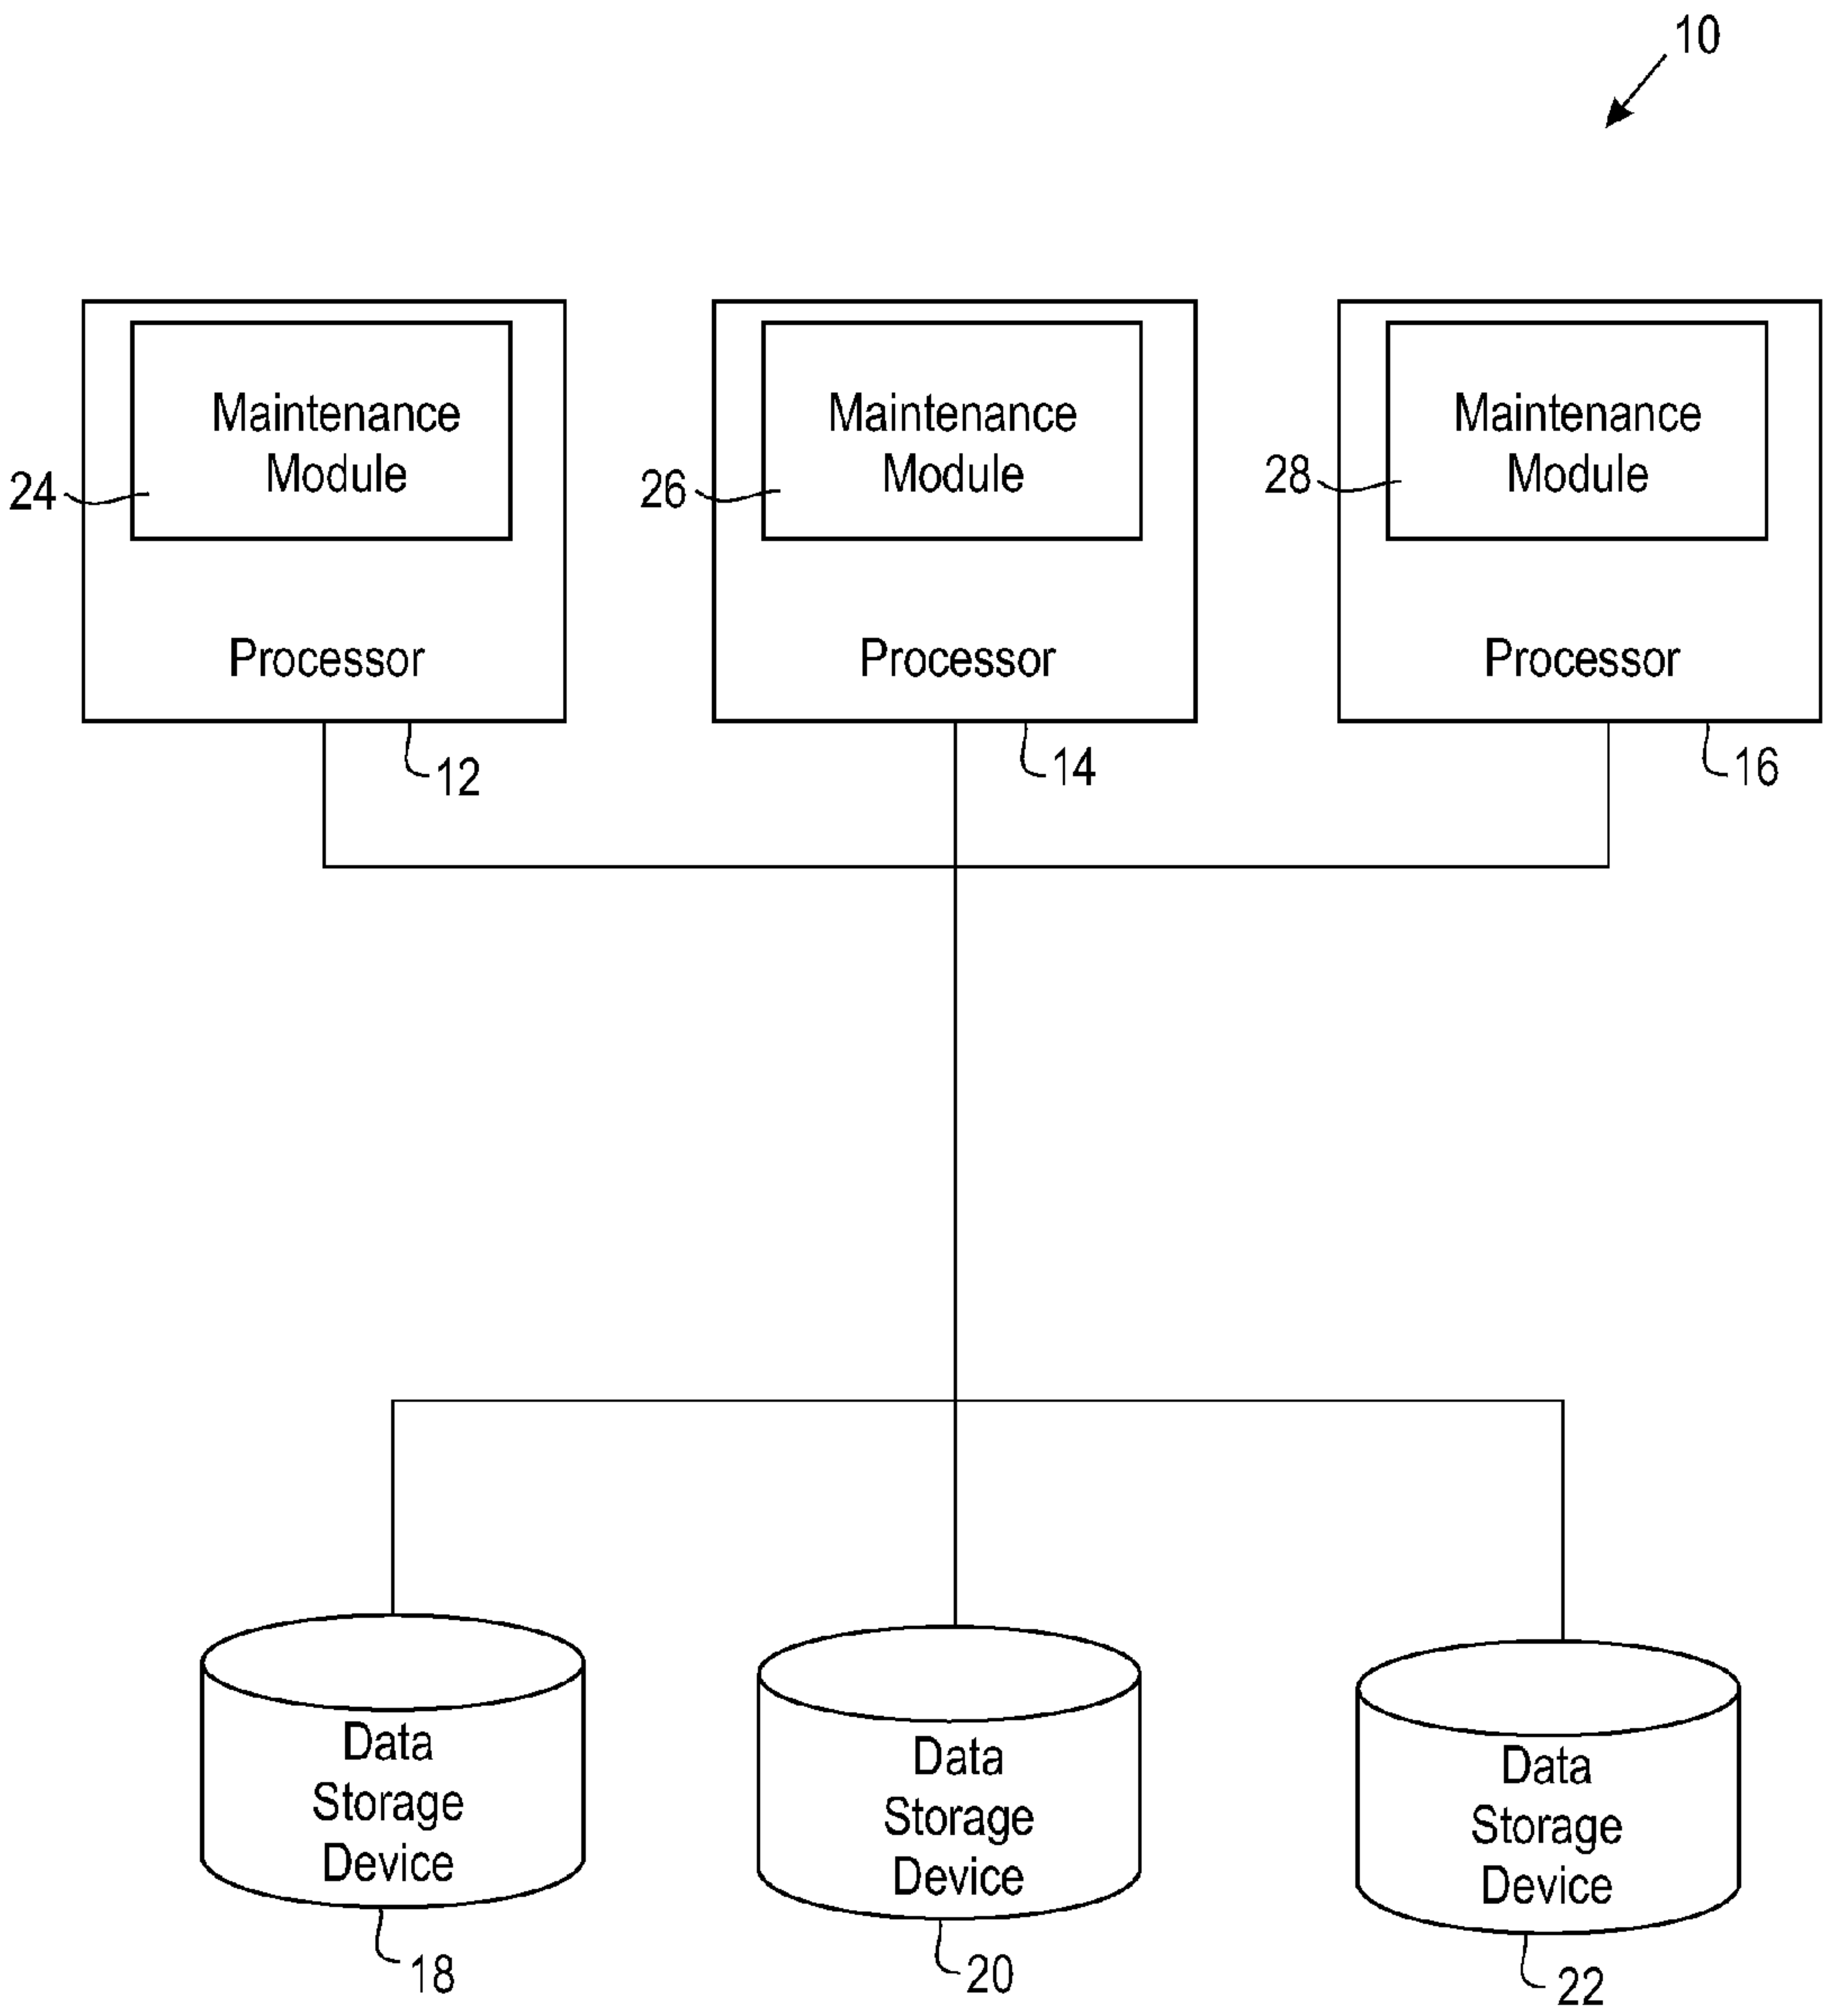 10
Maintenance
Module
24
Maintenance
Module
26
Maintenance
Module
28
Processor
Processor
Processor
12
14
16
Data
Storage
Device
Data
Storage
Device
Data
Storage
Device
18
20
22